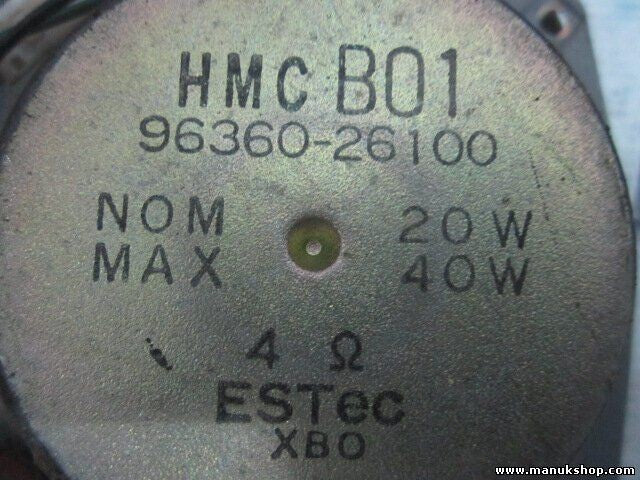 HMC B01
96360-26100
NOM 20W
MAX 40W
4 Ω
ESTec
XBO
www.manukshop.com